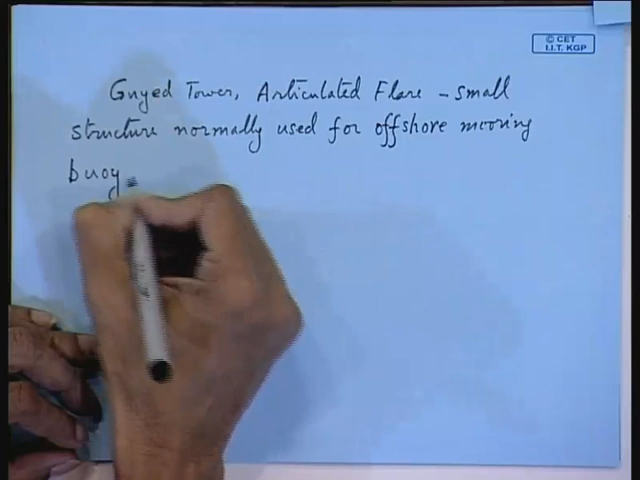 © CET
I.I.T. KGP
Guyed Tower, Articulated Flare - small
structure normally used for offshore mooring
buoy.